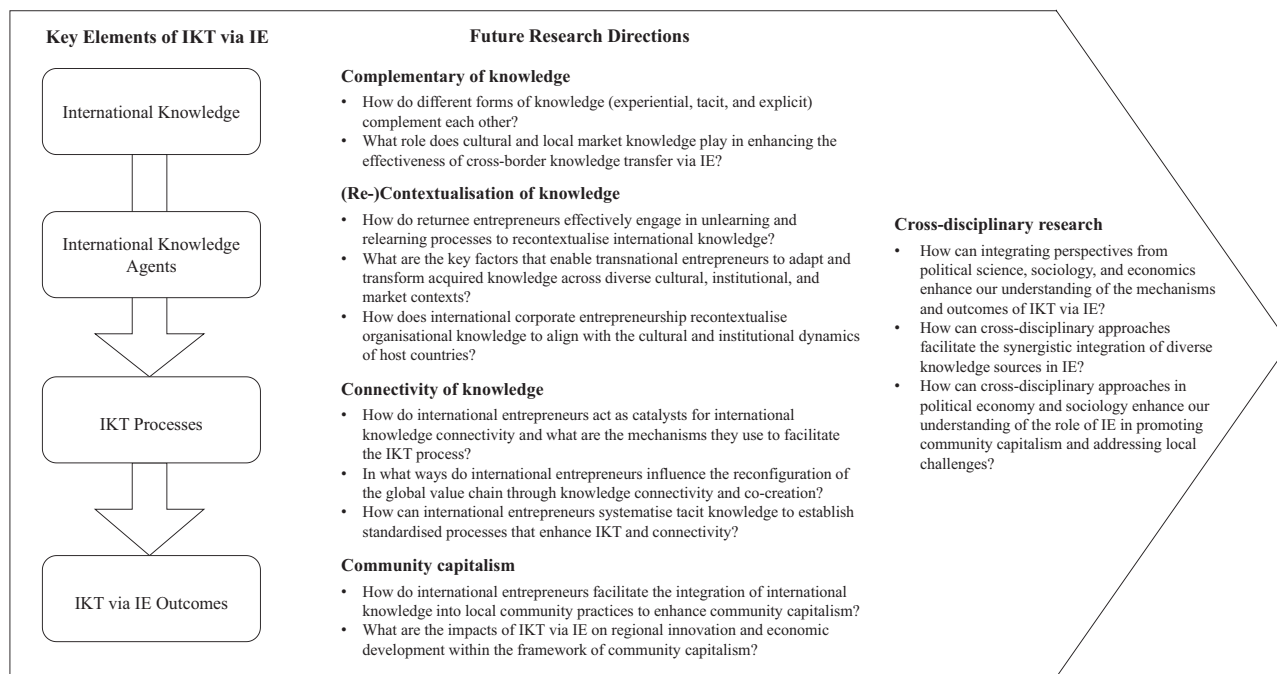 Key Elements of IKT via IE
International Knowledge
International Knowledge
Agents
IKT Processes
IKT via IE Outcomes
Future Research Directions
Complementary of knowledge
• How do different forms of knowledge (experiential, tacit, and explicit)
complement each other?
• What role does cultural and local market knowledge play in enhancing the
effectiveness of cross-border knowledge transfer via IE?
(Re-)Contextualisation of knowledge
• How do returnee entrepreneurs effectively engage in unlearning and
relearning processes to recontextualise international knowledge?
• What are the key factors that enable transnational entrepreneurs to adapt and
transform acquired knowledge across diverse cultural, institutional, and
market contexts?
• How does international corporate entrepreneurship recontextualise
organisational knowledge to align with the cultural and institutional dynamics
of host countries?
Connectivity of knowledge
• How do international entrepreneurs act as catalysts for international
knowledge connectivity and what are the mechanisms they use to facilitate
the IKT process?
• In what ways do international entrepreneurs influence the reconfiguration of
the global value chain through knowledge connectivity and co-creation?
• How can international entrepreneurs systematise tacit knowledge to establish
standardised processes that enhance IKT and connectivity?
Community capitalism
• How do international entrepreneurs facilitate the integration of international
knowledge into local community practices to enhance community capitalism?
• What are the impacts of IKT via IE on regional innovation and economic
development within the framework of community capitalism?
Cross-disciplinary research
• How can integrating perspectives from
political science, sociology, and economics
enhance our understanding of the mechanisms
and outcomes of IKT via IE?
• How can cross-disciplinary approaches
facilitate the synergistic integration of diverse
knowledge sources in IE?
• How can cross-disciplinary approaches in
political economy and sociology enhance our
understanding of the role of IE in promoting
community capitalism and addressing local
challenges?